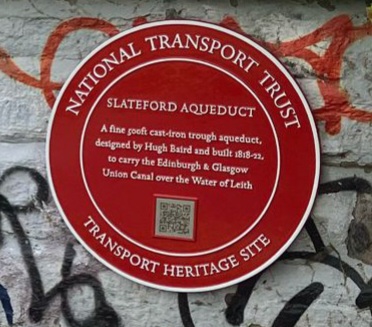 NATIONAL TRANSPORT TRUST
SLATEFORD AQUEDUCT
A fine 500ft cast-iron trough aqueduct,
designed by Hugh Baird and built 1818-22,
to carry the Edinburgh & Glasgow
Union Canal over the Water of Leith
TRANSPORT HERITAGE SITE